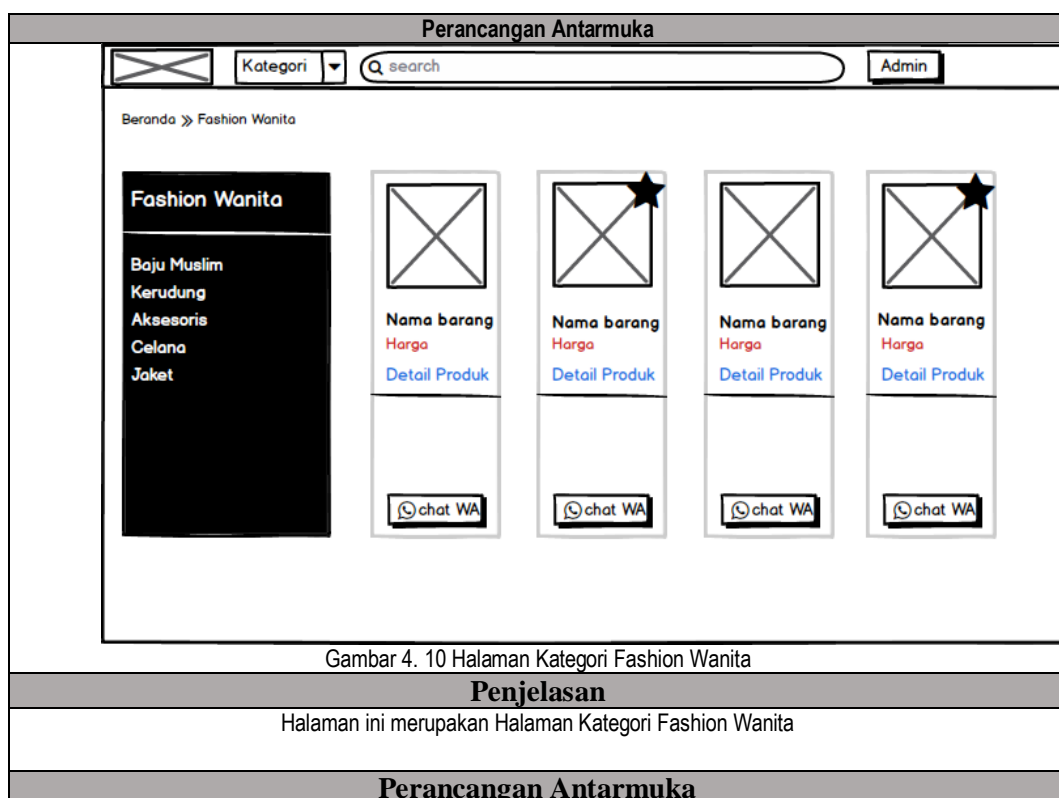 Perancangan Antarmuka
Kategori
search
Admin
Beranda » Fashion Wanita
Fashion Wanita
Baju Muslim
Kerudung
Aksesoris
Celana
Jaket
Nama barang
Harga
Detail Produk
chat WA
Nama barang
Harga
Detail Produk
chat WA
Nama barang
Harga
Detail Produk
chat WA
Nama barang
Harga
Detail Produk
chat WA
Gambar 4. 10 Halaman Kategori Fashion Wanita
Penjelasan
Halaman ini merupakan Halaman Kategori Fashion Wanita
Perancangan Antarmuka